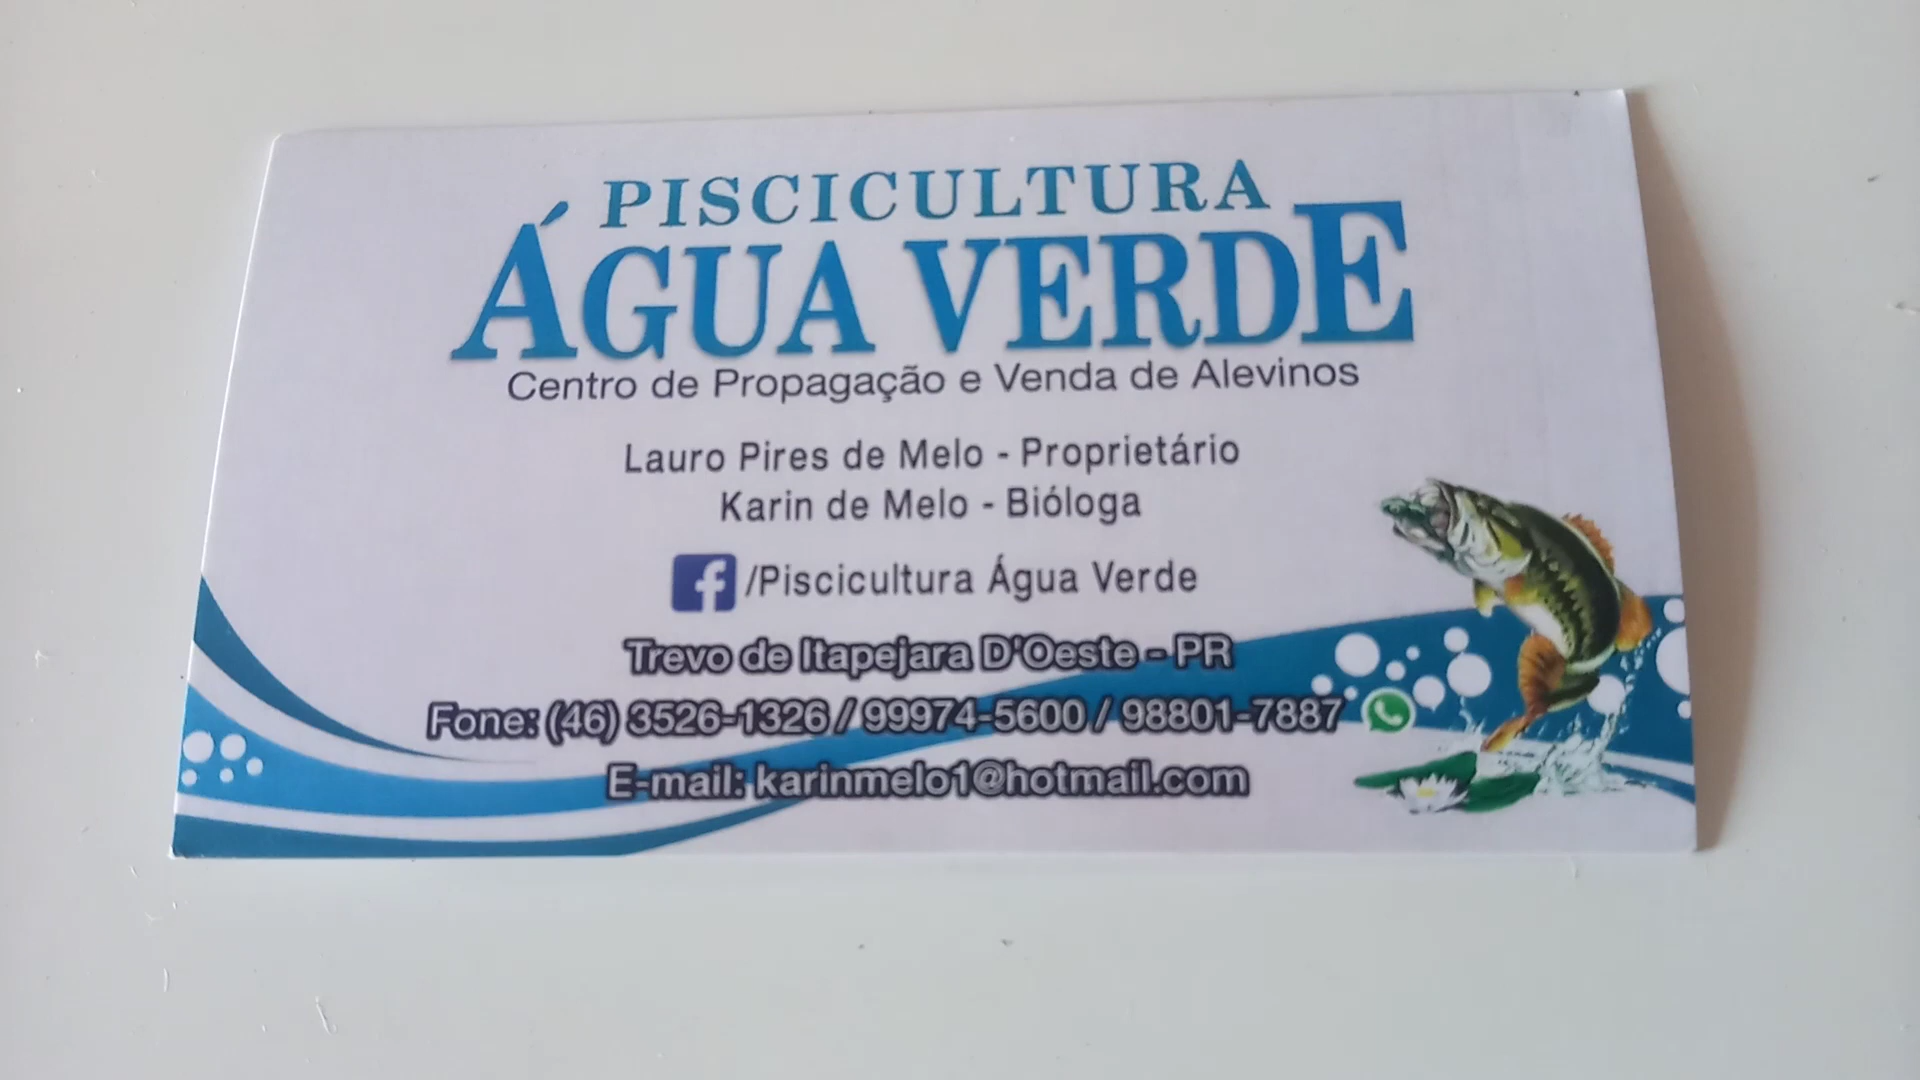 PISCICULTURA
ÁGUA VERDE
Centro de Propagação e Venda de Alevinos
Lauro Pires de Melo - Proprietário
Karin de Melo - Bióloga
f /Piscicultura Água Verde
Trevo de Itapejara D'Oeste - PR
Fone: (46) 3526-1326 / 99974-5600 / 98801-7887
E-mail: karinmelo1@hotmail.com